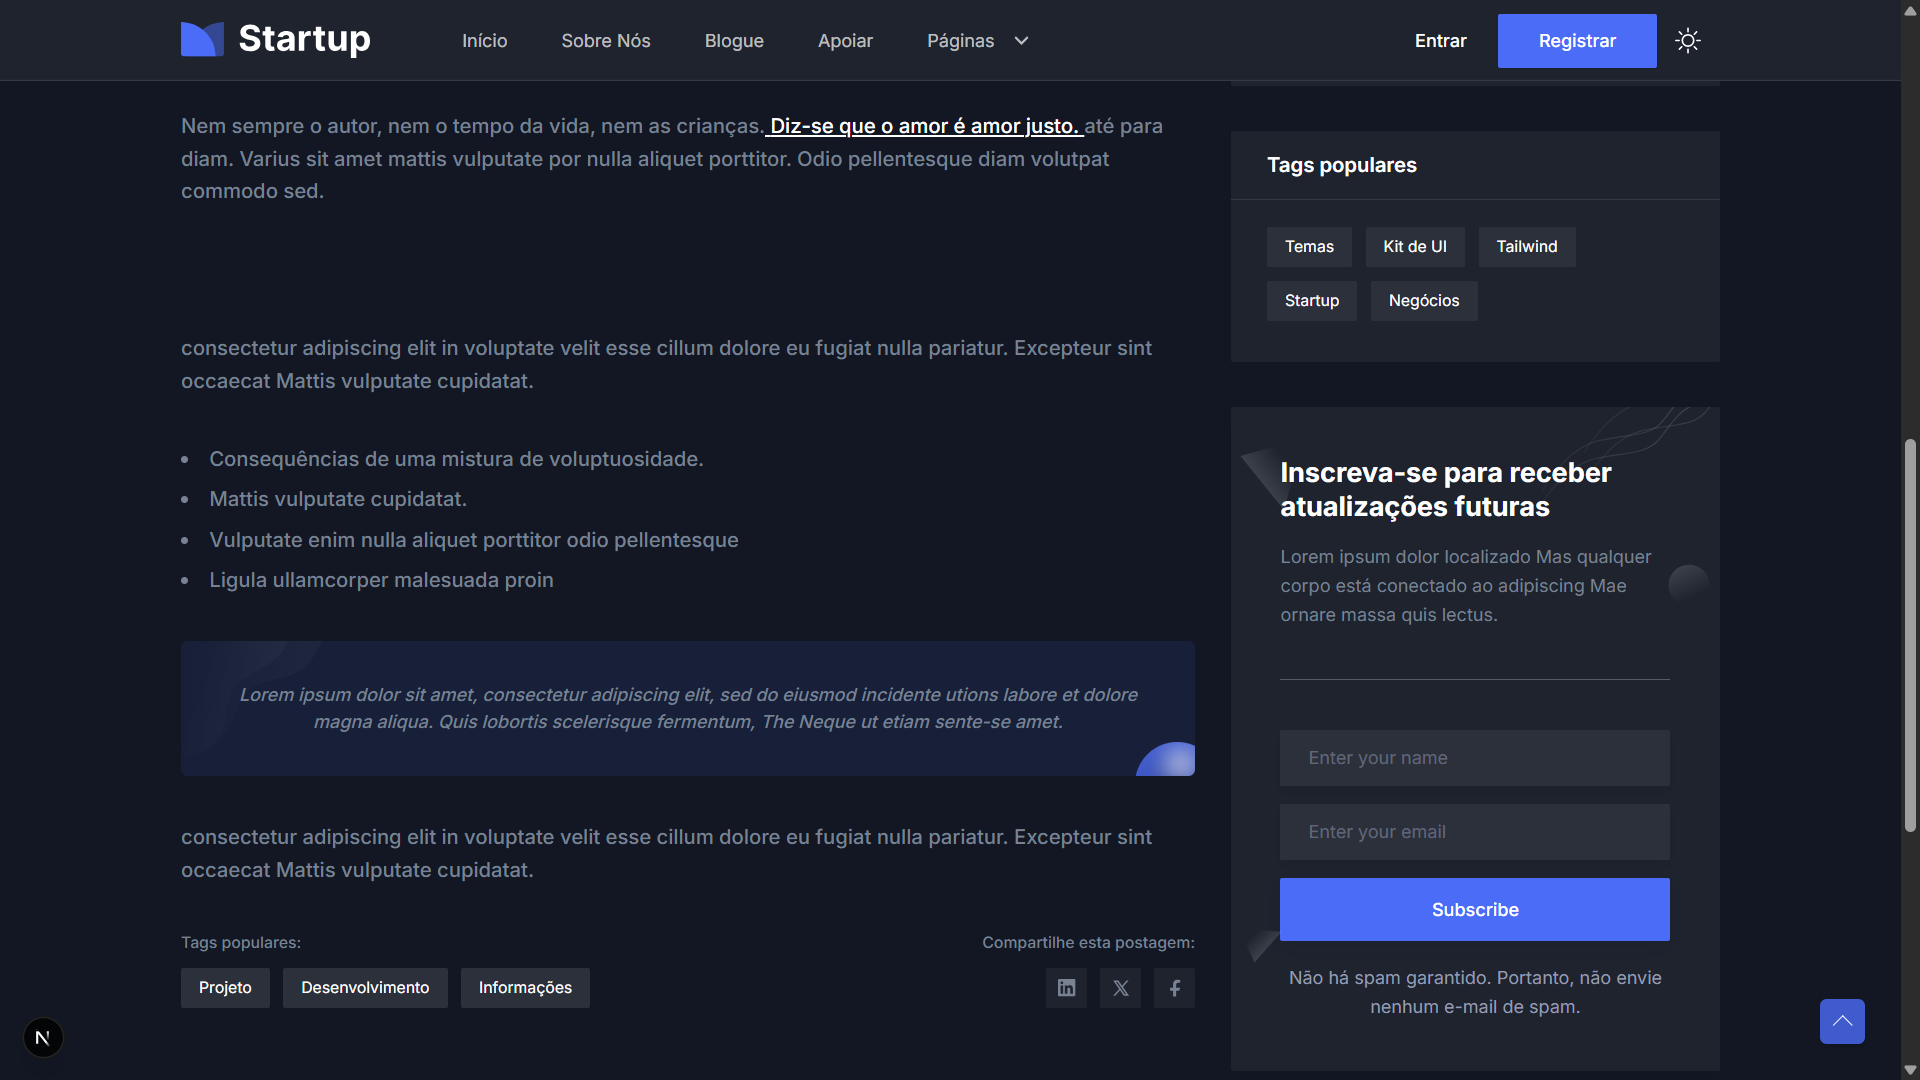 Startup
Início
Sobre Nós
Blogue
Apoiar
Páginas
Entrar
Registrar
Nem sempre o autor, nem o tempo da vida, nem as crianças. Diz-se que o amor é amor justo. até para
diam. Varius sit amet mattis vulputate por nulla aliquet porttitor. Odio pellentesque diam volutpat
commodo sed.
consectetur adipiscing elit in voluptate velit esse cillum dolore eu fugiat nulla pariatur. Excepteur sint
occaecat Mattis vulputate cupidatat.
Consequências de uma mistura de voluptuosidade.
Mattis vulputate cupidatat.
Vulputate enim nulla aliquet porttitor odio pellentesque
Ligula ullamcorper malesuada proin
Lorem ipsum dolor sit amet, consectetur adipiscing elit, sed do eiusmod incidente utions labore et dolore
magna aliqua. Quis lobortis scelerisque fermentum, The Neque ut etiam sente-se amet.
consectetur adipiscing elit in voluptate velit esse cillum dolore eu fugiat nulla pariatur. Excepteur sint
occaecat Mattis vulputate cupidatat.
Tags populares:
Projeto
Desenvolvimento
Informações
Compartilhe esta postagem:
Tags populares
Temas
Kit de UI
Tailwind
Startup
Negócios
Inscreva-se para receber
atualizações futuras
Lorem ipsum dolor localizado Mas qualquer
corpo está conectado ao adipiscing Mae
ornare massa quis lectus.
Enter your name
Enter your email
Subscribe
Não há spam garantido. Portanto, não envie
nenhum e-mail de spam.